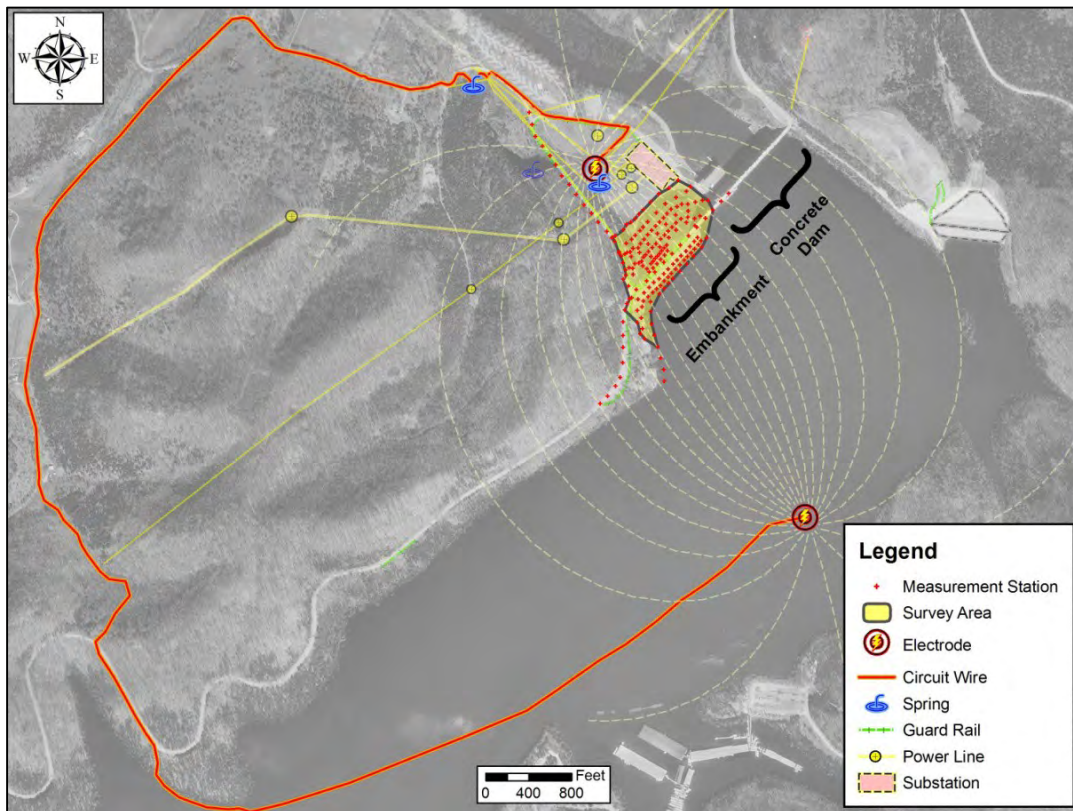 N
W E
S
Concrete
Dam
Embankment
Legend
Measurement Station
Survey Area
Electrode
Circuit Wire
Spring
Guard Rail
Power Line
Substation
Feet
0 400 800